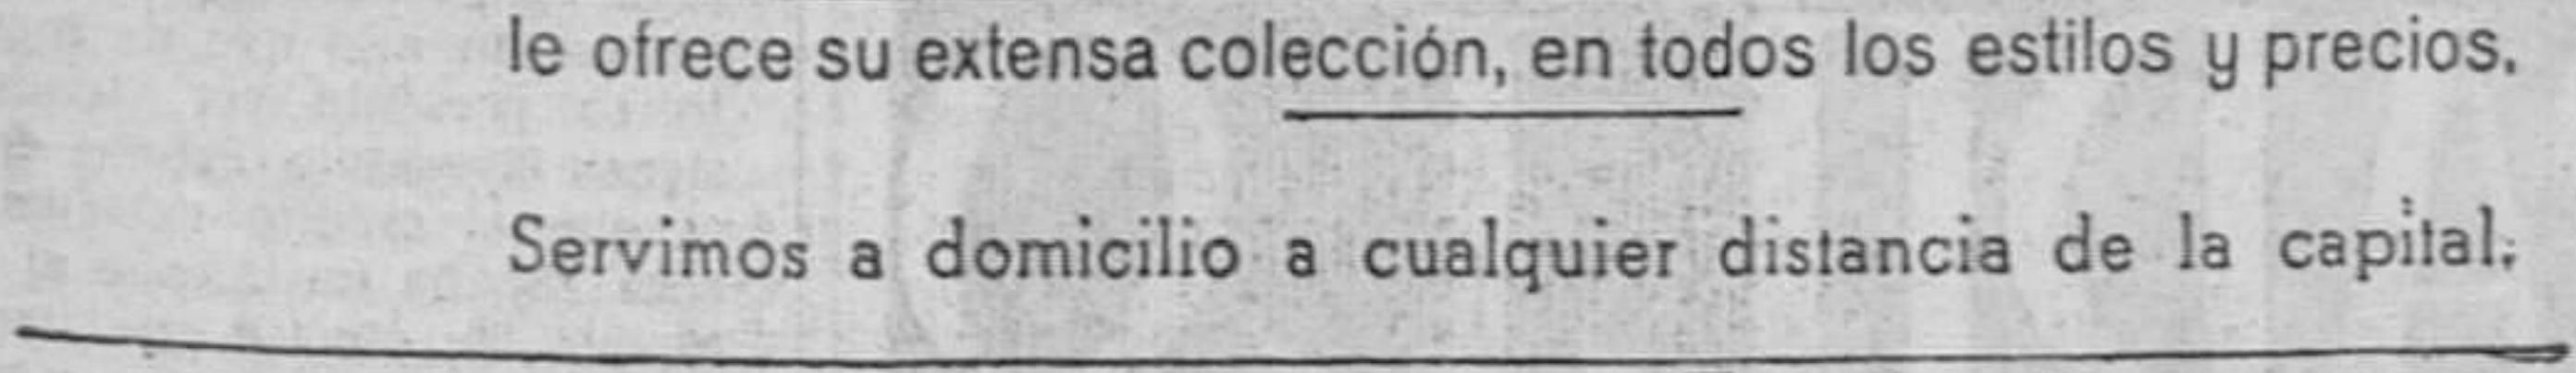 le ofrece su extensa colección, en todos los estilos y precios.
Servimos a domicilio a cualquier distancia de la capital.